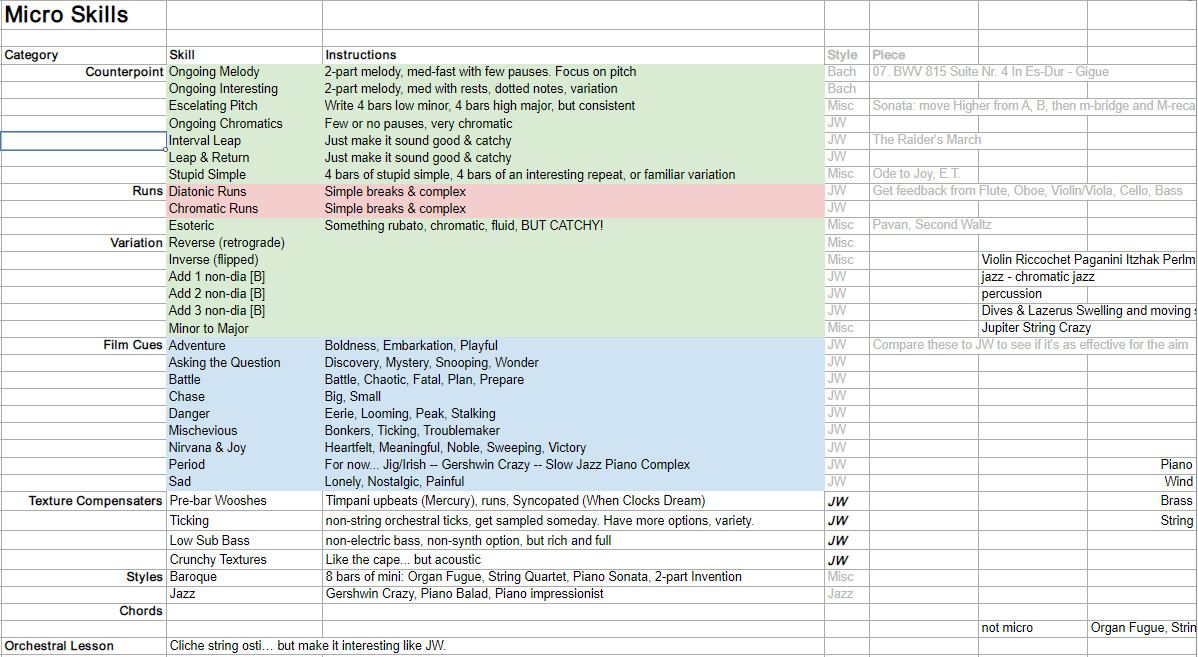 Micro Skills
Category Skill Instructions Style Piece
Counterpoint Ongoing Melody 2-part melody, med-fast with few pauses. Focus on pitch Bach 07. BWV 815 Suite Nr. 4 In Es-Dur - Gigue
Ongoing Interesting 2-part melody, med with rests, dotted notes, variation Bach
Escelating Pitch Write 4 bars low minor, 4 bars high major, but consistent Misc Sonata: move Higher from A, B, then m-bridge and M-reca
Ongoing Chromatics Few or no pauses, very chromatic JW
Interval Leap Just make it sound good & catchy JW The Raider's March
Leap & Return Just make it sound good & catchy JW
Stupid Simple 4 bars of stupid simple, 4 bars of an interesting repeat, or familiar variation Misc Ode to Joy, E.T.
Runs Diatonic Runs Simple breaks & complex JW Get feedback from Flute, Oboe, Violin/Viola, Cello, Bass
Chromatic Runs Simple breaks & complex JW
Esoteric Something rubato, chromatic, fluid, BUT CATCHY! Misc Pavan, Second Waltz
Variation Reverse (retrograde) Misc
Inverse (flipped) Misc Violin Riccochet Paganini Itzhak Perlm
Add 1 non-dia [B] JW jazz - chromatic jazz
Add 2 non-dia [B] JW percussion
Add 3 non-dia [B] JW Dives & Lazerus Swelling and moving s
Minor to Major Misc Jupiter String Crazy
Film Cues Adventure Boldness, Embarkation, Playful JW Compare these to JW to see if it's as effective for the aim
Asking the Question Discovery, Mystery, Snooping, Wonder JW
Battle Battle, Chaotic, Fatal, Plan, Prepare JW
Chase Big, Small JW
Danger Eerie, Looming, Peak, Stalking JW
Mischevious Bonkers, Ticking, Troublemaker JW
Nirvana & Joy Heartfelt, Meaningful, Noble, Sweeping, Victory JW
Period For now... Jig/Irish -- Gershwin Crazy -- Slow Jazz Piano Complex JW Piano
Sad Lonely, Nostalgic, Painful JW Wind
Texture Compensaters Pre-bar Wooshes Timpani upbeats (Mercury), runs, Syncopated (When Clocks Dream) JW Brass
Ticking non-string orchestral ticks, get sampled someday. Have more options, variety. JW String
Low Sub Bass non-electric bass, non-synth option, but rich and full JW
Crunchy Textures Like the cape... but acoustic JW
Styles Baroque 8 bars of mini: Organ Fugue, String Quartet, Piano Sonata, 2-part Invention Misc
Jazz Gershwin Crazy, Piano Balad, Piano impressionist Jazz
Chords
not micro Organ Fugue, Strin
Orchestral Lesson Cliche string osti... but make it interesting like JW.